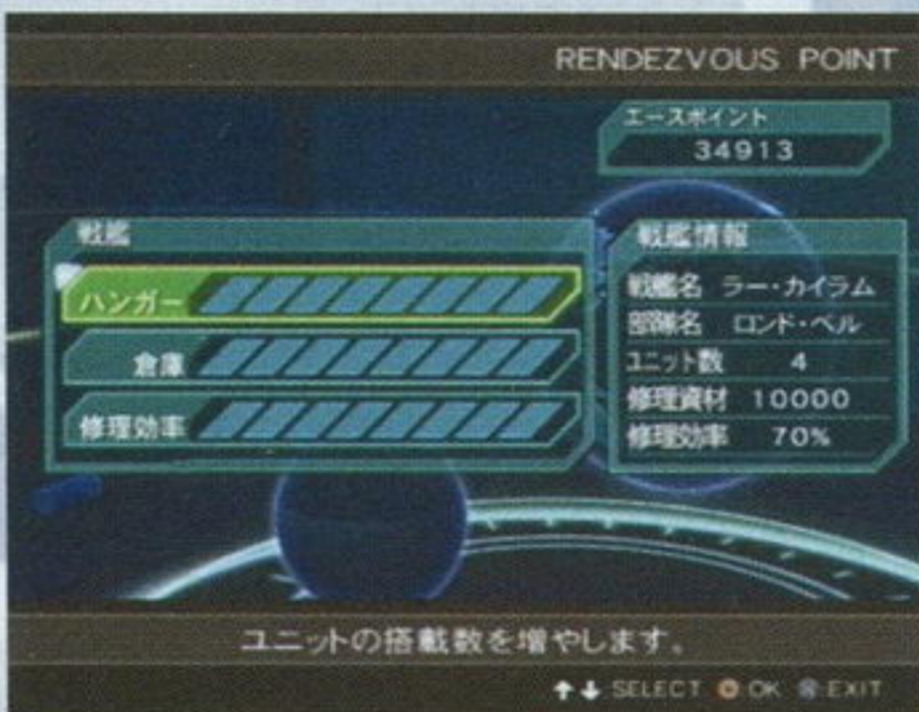 RENDEZVOUS POINT
エースポイント
34913
戦艦
ハンガー
倉庫
修理効率
戦艦情報
戦艦名 ラー・カイラム
部隊名 ロンド・ベル
ユニット数 4
修理資材 10000
修理効率 70%
ユニットの搭載数を増やします。
↑↓ SELECT OK EXIT